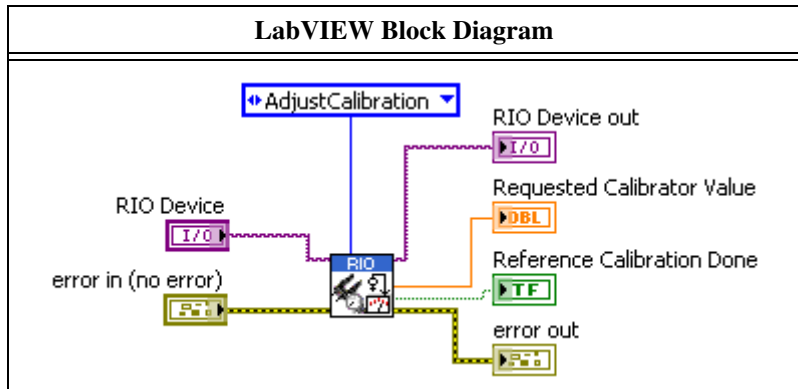 LabVIEW Block Diagram
AdjustCalibration
RIO Device out
I/O
Requested Calibrator Value
DBL
RIO Device
I/O
RIO
Reference Calibration Done
TF
error in (no error)
error out